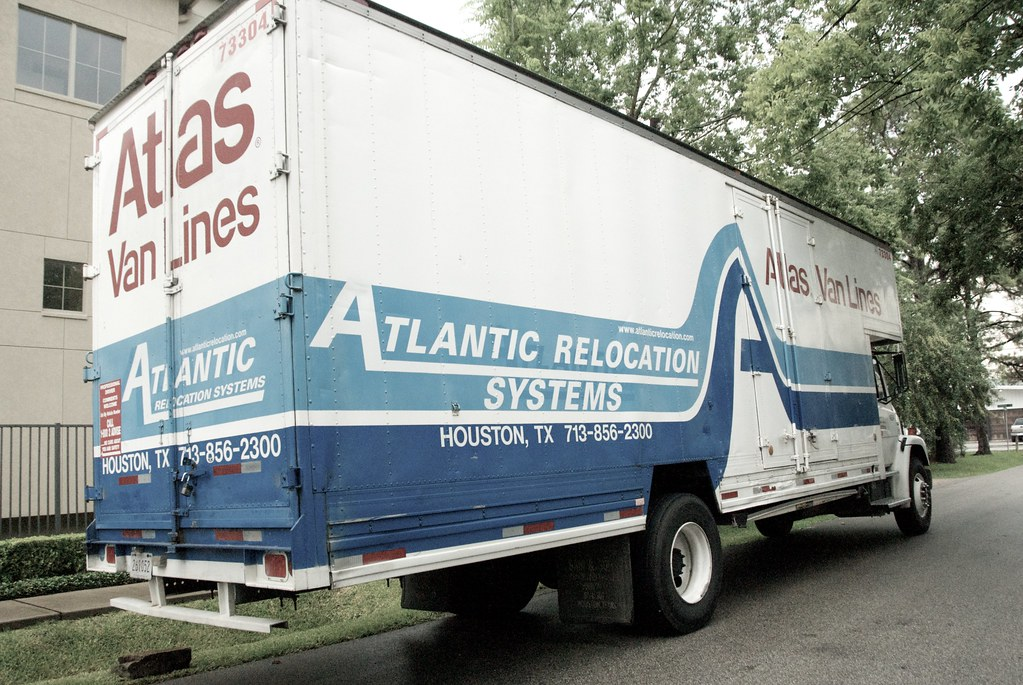 73304
Atlas
Van Lines
www.atlanticrelocation.com
ATLANTIC
RELOCATION SYSTEMS
HOUSTON, TX 713-856-2300
www.atlanticrelocation.com
ATLANTIC RELOCATION
SYSTEMS
HOUSTON, TX 713-856-2300
Atlas Van Lines